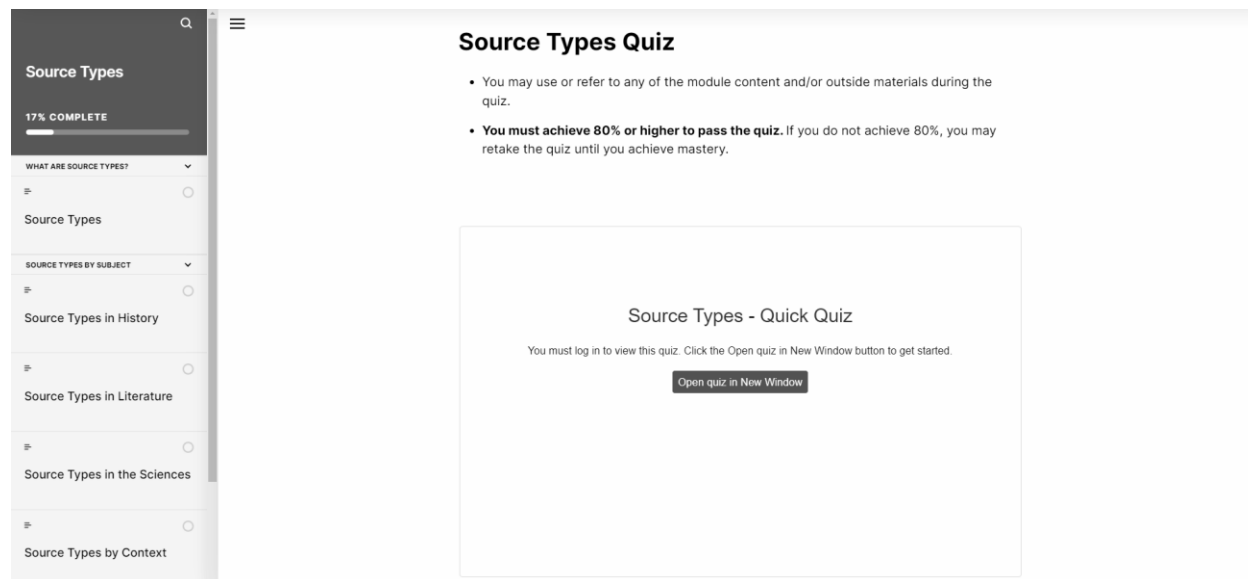 Source Types
17% COMPLETE
WHAT ARE SOURCE TYPES?
Source Types
SOURCE TYPES BY SUBJECT
Source Types in History
Source Types in Literature
Source Types in the Sciences
Source Types by Context
Source Types Quiz
• You may use or refer to any of the module content and/or outside materials during the
quiz.
• You must achieve 80% or higher to pass the quiz. If you do not achieve 80%, you may
retake the quiz until you achieve mastery.
Source Types - Quick Quiz
You must log in to view this quiz. Click the Open quiz in New Window button to get started.
Open quiz in New Window